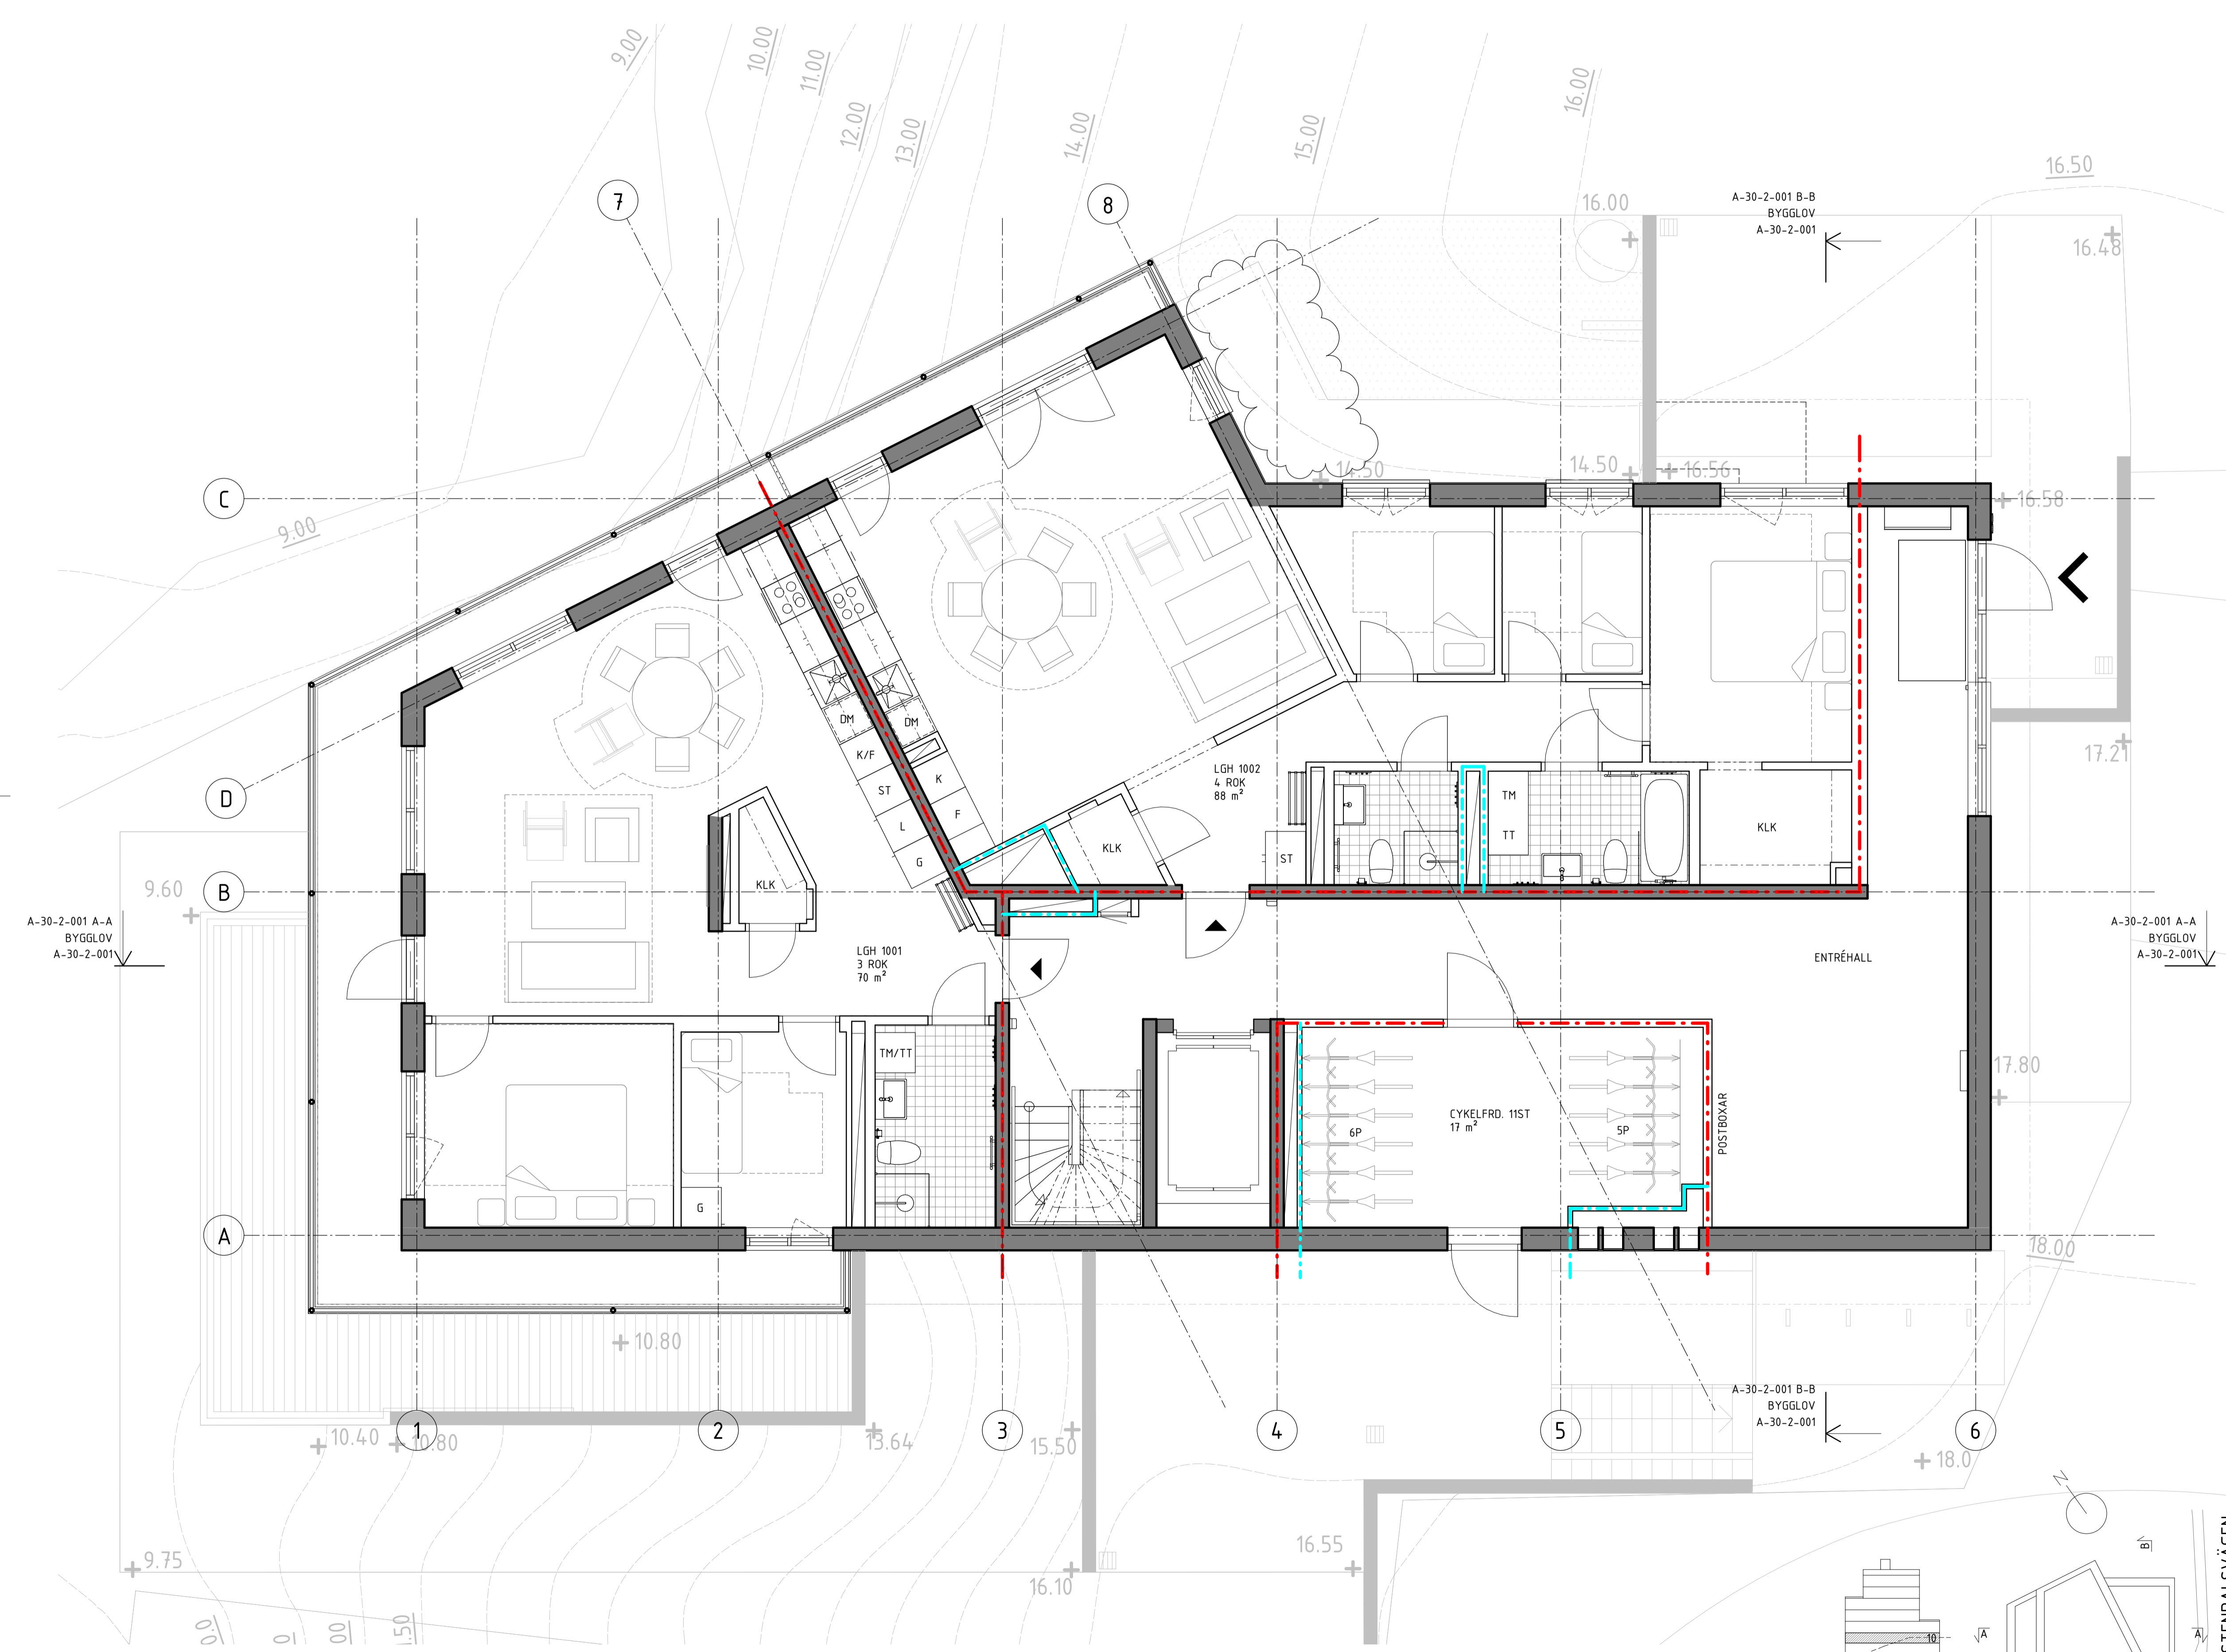 9.00
10.00
11.00
12.00
13.00
14.00
15.00
16.00
16.50
16.00
A-30-2-001 B-B
BYGGLOV
A-30-2-001
16.48
7
8
C
14.50
14.50
16.56
16.58
9.00
DM
DM
K/F
K
ST
F
L
G
LGH 1002
4 ROK
88 m²
TM
TT
KLK
KLK
KLK
ST
17.21
D
B
9.60
A-30-2-001 A-A
BYGGLOV
A-30-2-001
LGH 1001
3 ROK
70 m²
ENTRÉHALL
A-30-2-001 A-A
BYGGLOV
A-30-2-001
TM/TT
17.80
CYKELFRD. 11ST
17 m²
6P
5P
POSTBOXAR
G
A
18.00
10.80
A-30-2-001 B-B
BYGGLOV
A-30-2-001
1
2
3
4
5
6
10.40
10.80
13.64
15.50
18.0
N
9.75
16.10
16.55
B
A
A
10